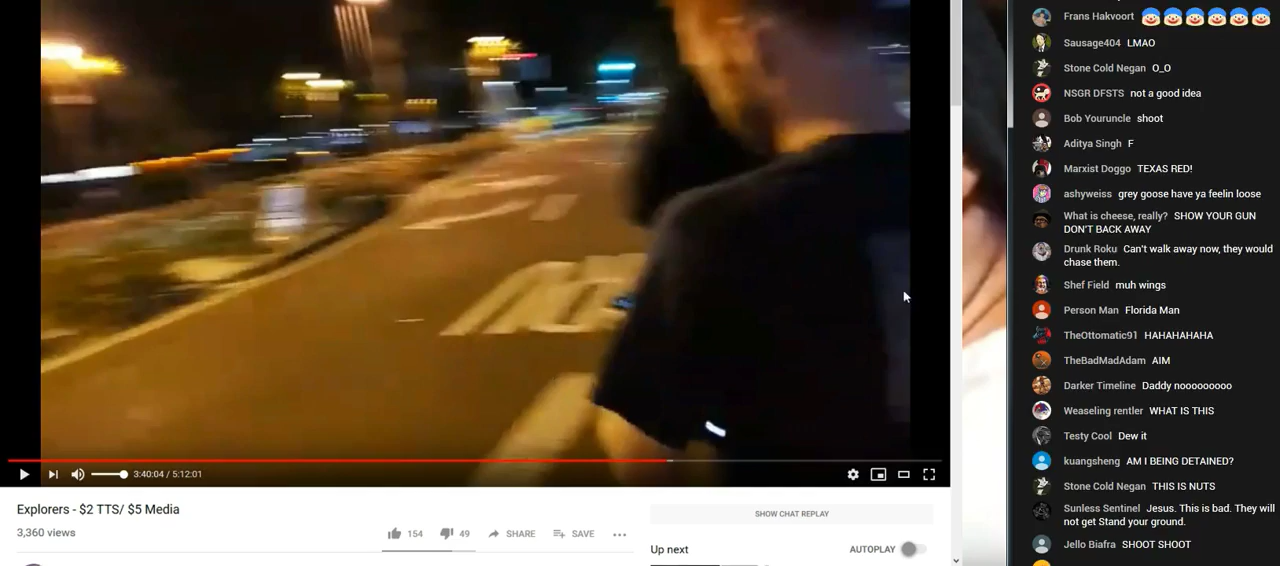 3:40:04 / 5:12:01
Explorers - $2 TTS/ $5 Media
3,360 views
154
49
SHARE
SAVE
SHOW CHAT REPLAY
Up next
AUTOPLAY
Frans Hakvoort
Sausage404 LMAO
Stone Cold Negan O_O
NSGR DFSTS not a good idea
Bob Youruncle shoot
Aditya Singh F
Marxist Doggo TEXAS RED!
ashyweiss grey goose have ya feelin loose
What is cheese, really? SHOW YOUR GUN
DON'T BACK AWAY
Drunk Roku Can't walk away now, they would
chase them.
Shef Field muh wings
Person Man Florida Man
TheOttomatic91 HAHAHAHAHA
TheBadMadAdam AIM
Darker Timeline Daddy nooooooooo
Weaseling rentler WHAT IS THIS
Testy Cool Dew it
kuangsheng AM I BEING DETAINED?
Stone Cold Negan THIS IS NUTS
Sunless Sentinel Jesus. This is bad. They will
not get Stand your ground.
Jello Biafra SHOOT SHOOT